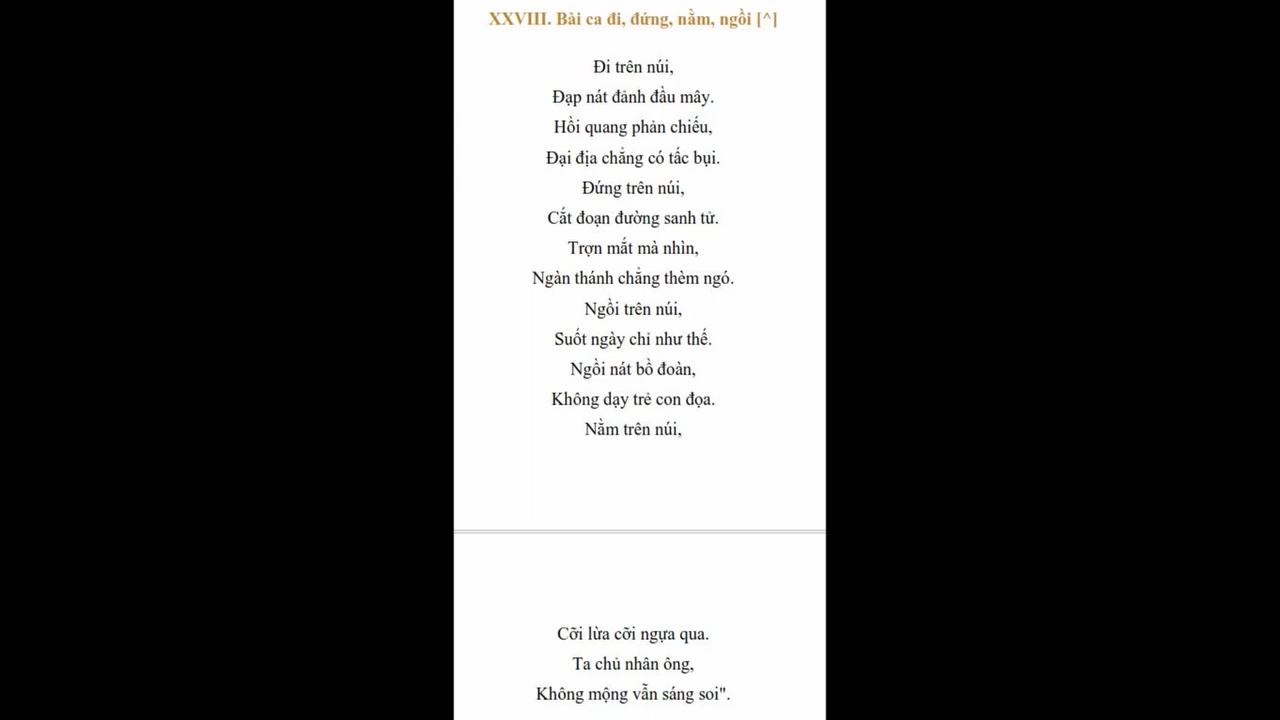 XXVIII. Bài ca đi, đứng, nằm, ngồi [^]
Đi trên núi,
Đạp nát đảnh đầu mây.
Hồi quang phản chiếu,
Đại địa chẳng có tấc bụi.
Đứng trên núi,
Cắt đoạn đường sanh tử.
Trợn mắt mà nhìn,
Ngàn thánh chẳng thèm ngó.
Ngồi trên núi,
Suốt ngày chỉ như thế.
Ngồi nát bồ đoàn,
Không dạy trẻ con đọa.
Nằm trên núi,
Cỡi lừa cỡi ngựa qua.
Ta chủ nhân ông,
Không mộng vẫn sáng soi".